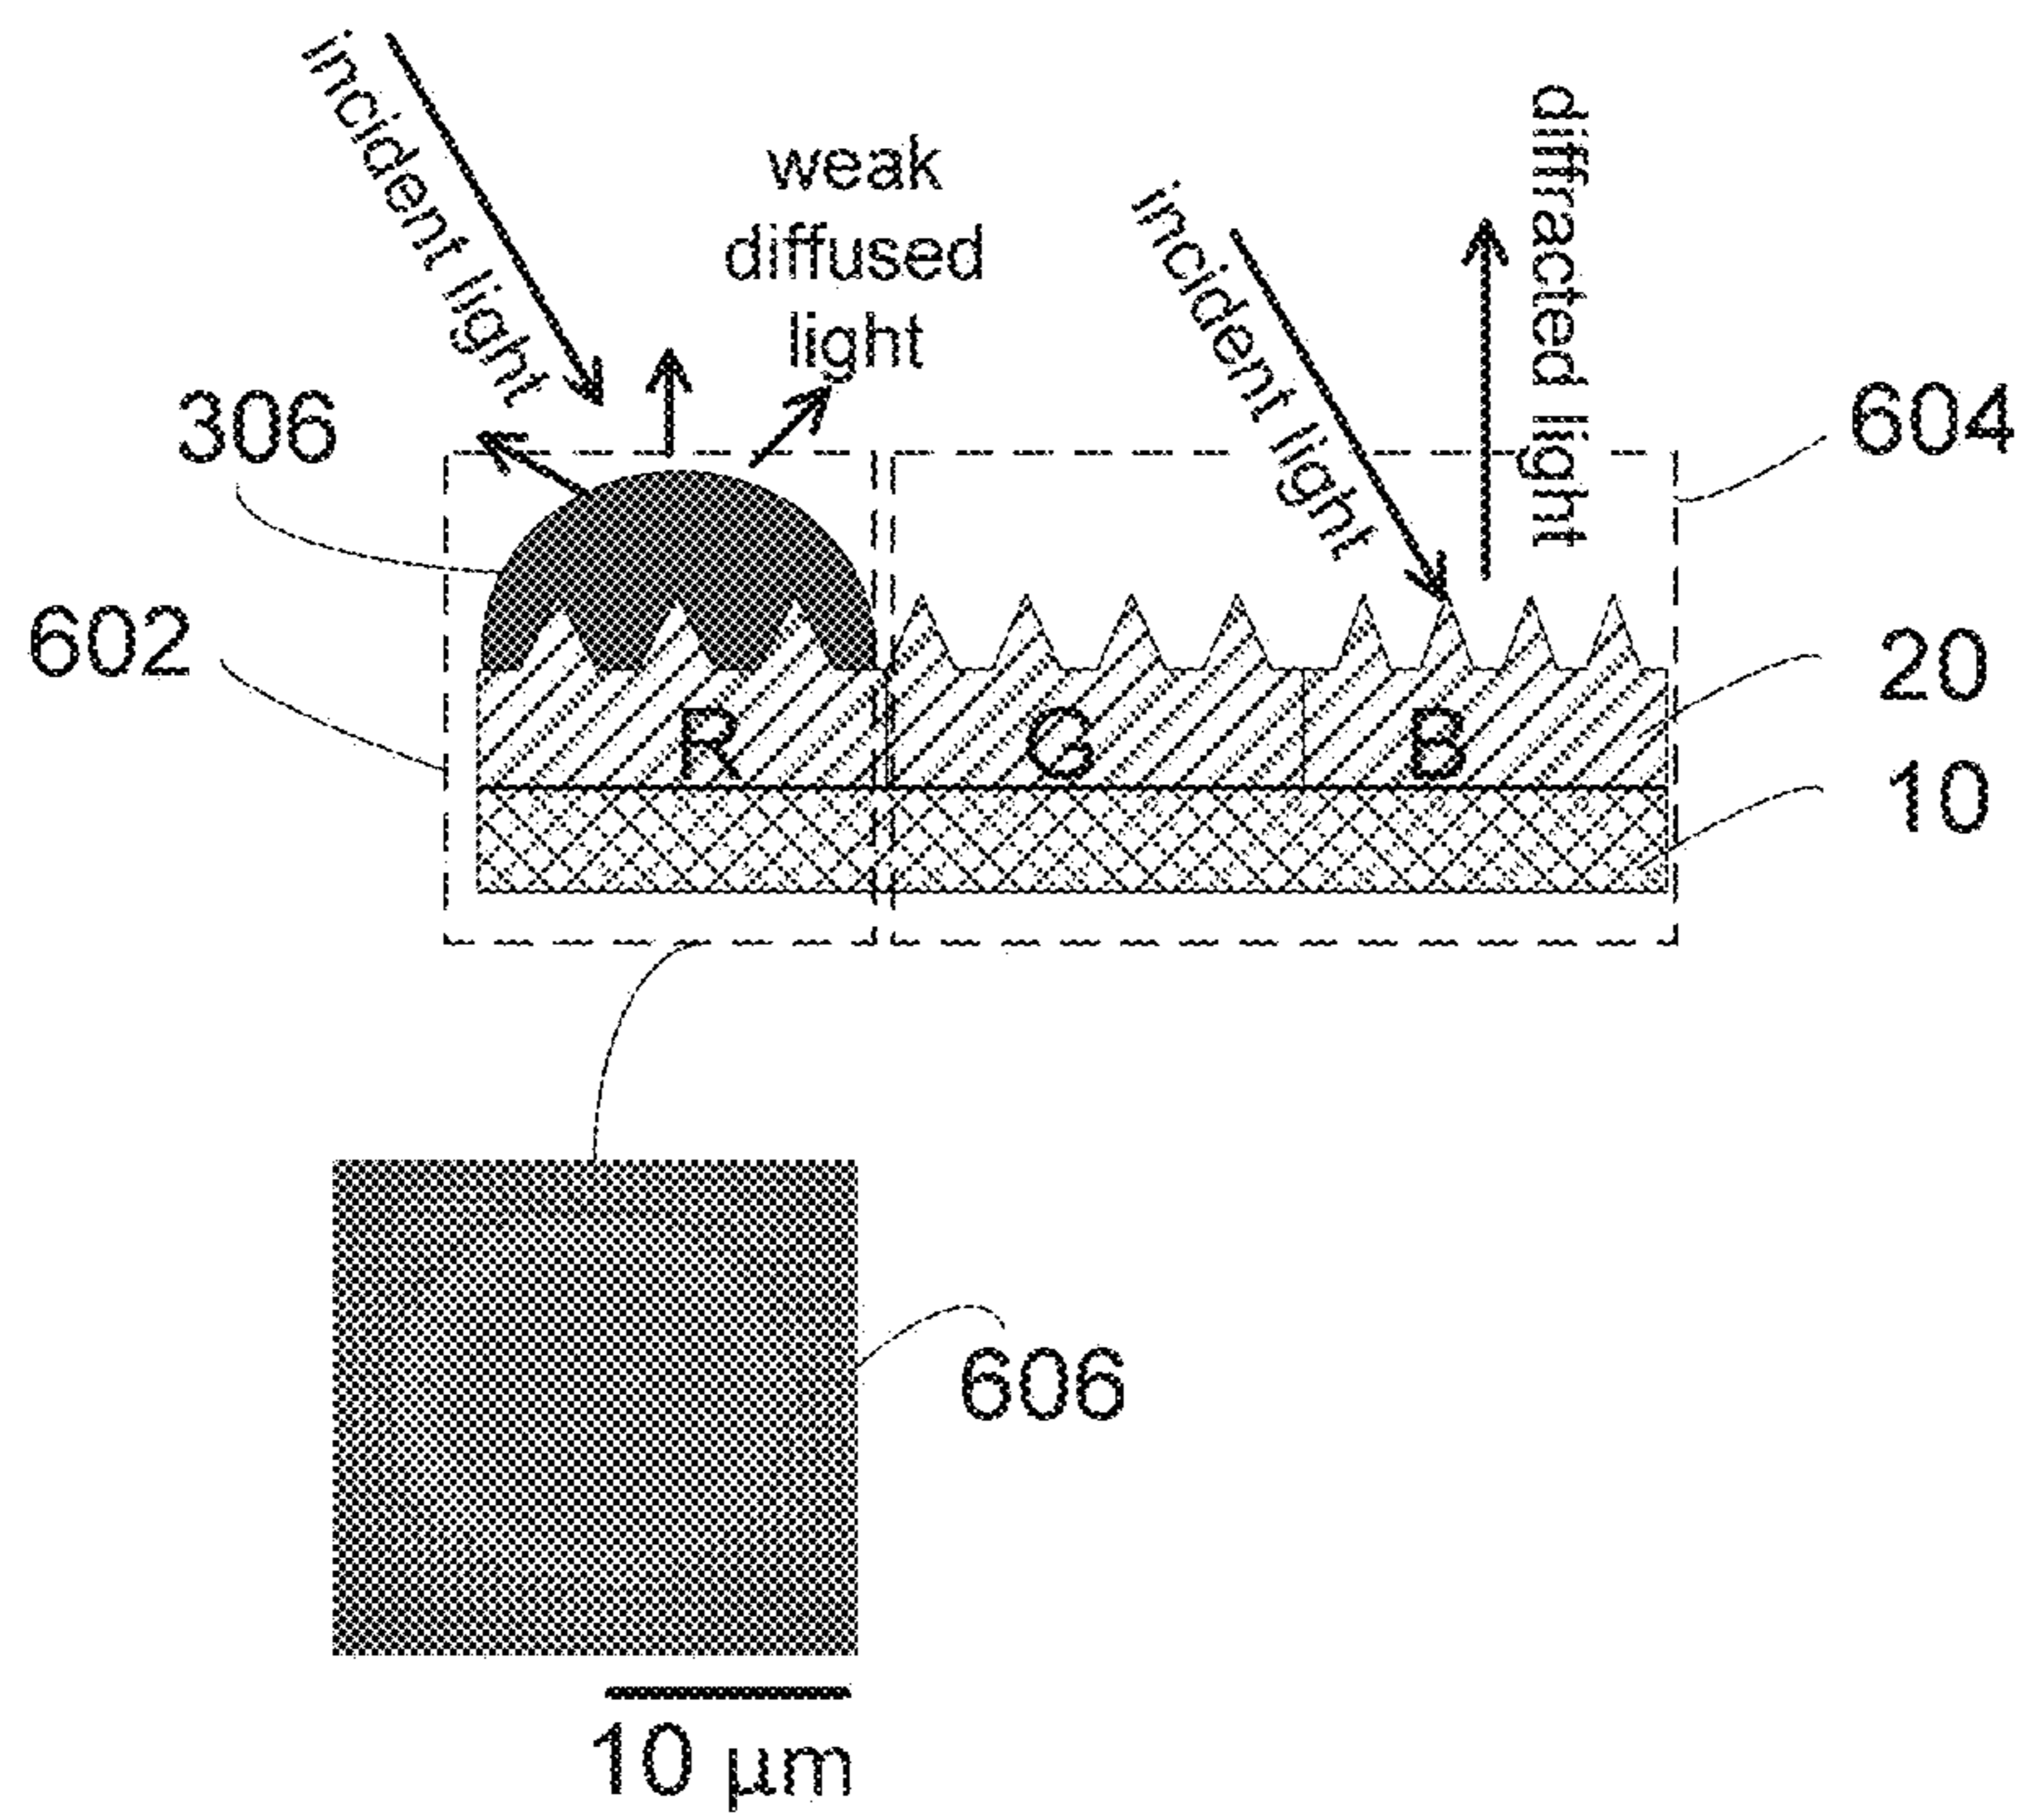 incident light
weak
diffused
light
incident light
diffracted light
306
604
602
20
R
G
B
10
606
10 μm